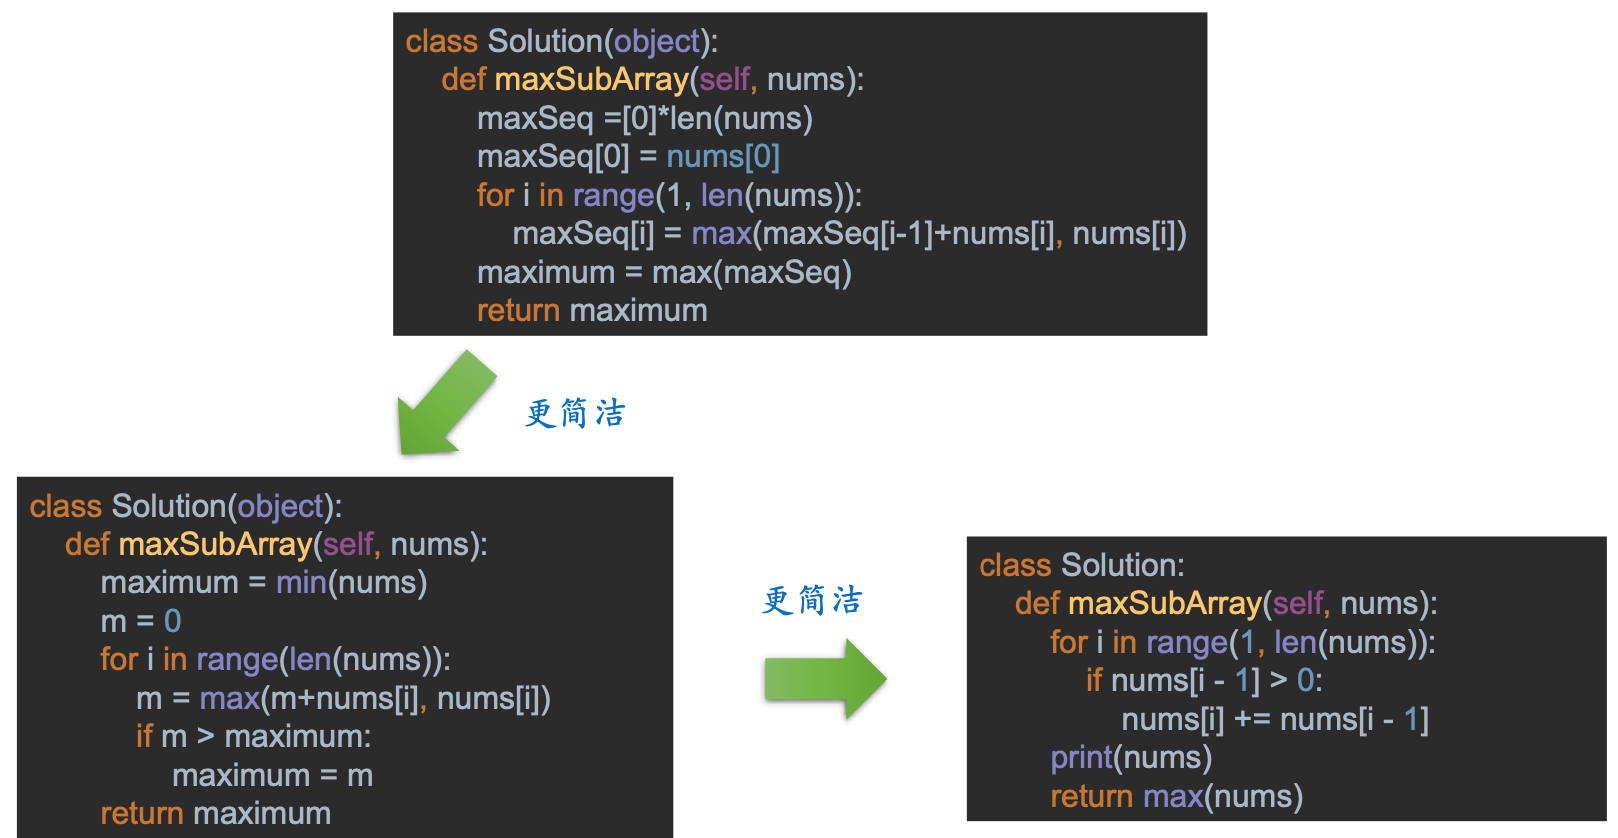 class Solution(object):
def maxSubArray(self, nums):
maxSeq =[0]*len(nums)
maxSeq[0] = nums[0]
for i in range(1, len(nums)):
maxSeq[i] = max(maxSeq[i-1]+nums[i], nums[i])
maximum = max(maxSeq)
return maximum
更简洁
class Solution(object):
def maxSubArray(self, nums):
maximum = min(nums)
m = 0
for i in range(len(nums)):
m = max(m+nums[i], nums[i])
if m > maximum:
maximum = m
return maximum
更简洁
class Solution:
def maxSubArray(self, nums):
for i in range(1, len(nums)):
if nums[i - 1] > 0:
nums[i] += nums[i - 1]
print(nums)
return max(nums)